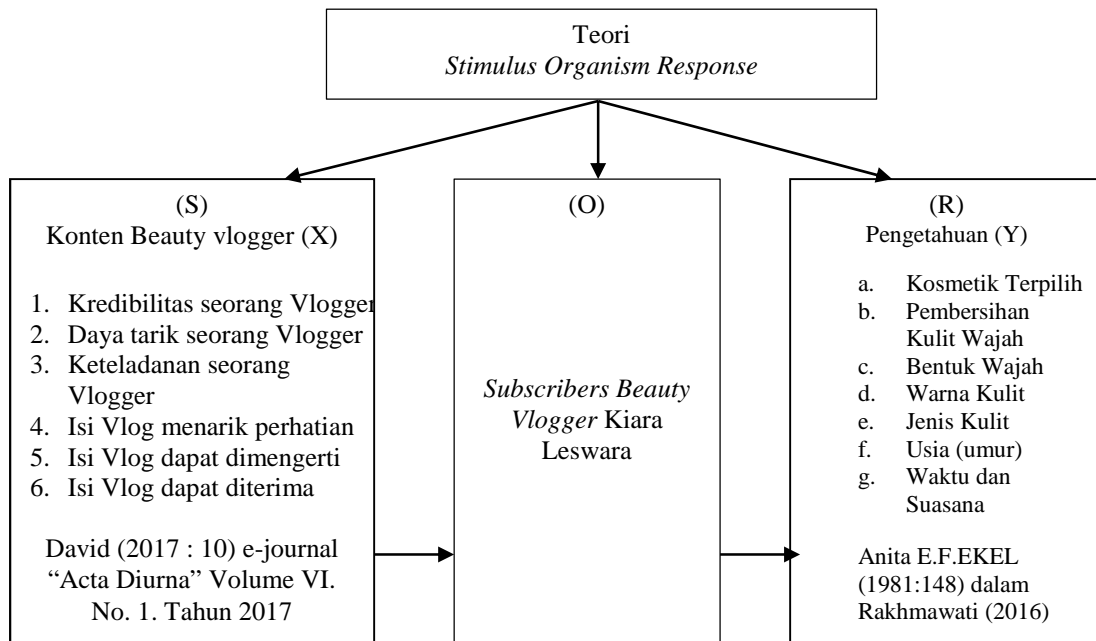 Teori
Stimulus Organism Response
(S)
Konten Beauty vlogger (X)
1. Kredibilitas seorang Vlogger
2. Daya tarik seorang Vlogger
3. Keteladanan seorang
Vlogger
4. Isi Vlog menarik perhatian
5. Isi Vlog dapat dimengerti
6. Isi Vlog dapat diterima
David (2017 : 10) e-journal
“Acta Diurna” Volume VI.
No. 1. Tahun 2017
(O)
Subscribers Beauty
Vlogger Kiara
Leswara
(R)
Pengetahuan (Y)
a. Kosmetik Terpilih
b. Pembersihan
Kulit Wajah
c. Bentuk Wajah
d. Warna Kulit
e. Jenis Kulit
f. Usia (umur)
g. Waktu dan
Suasana
Anita E.F.EKEL
(1981:148) dalam
Rakhmawati (2016)